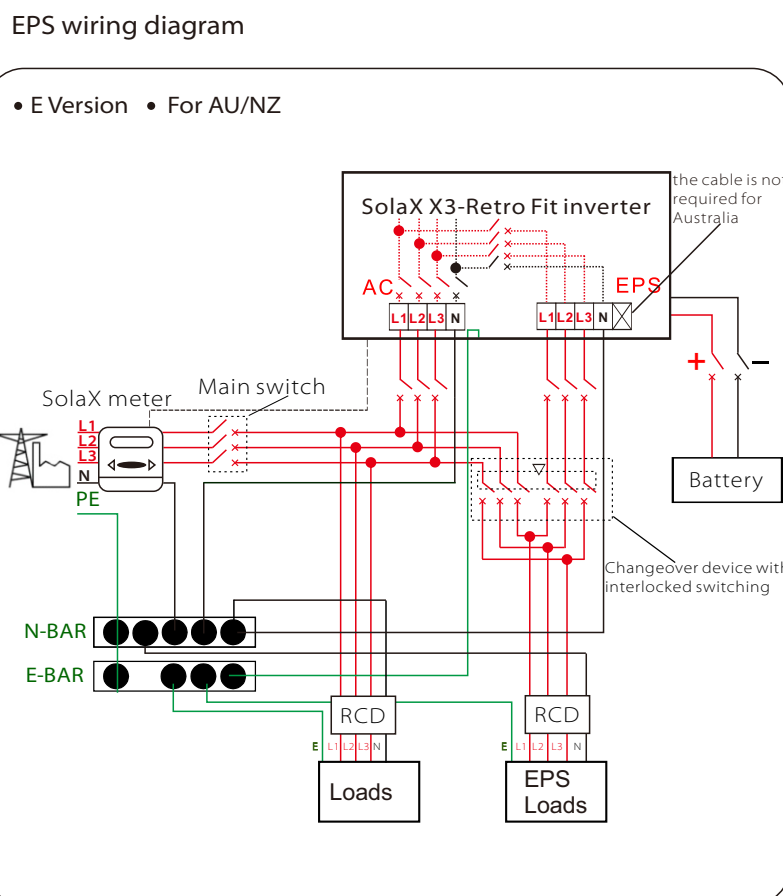 EPS wiring diagram
• E Version • For AU/NZ
the cable is not
required for
Australia
SolaX X3-Retro Fit inverter
AC
EPS
L1 L2 L3 N
L1 L2 L3 N
+ −
Main switch
SolaX meter
L1
L2
L3
N
PE
Battery
Changeover device with
interlocked switching
N-BAR
E-BAR
RCD
RCD
E L1 L2 L3 N
E L1 L2 L3 N
Loads
EPS
Loads